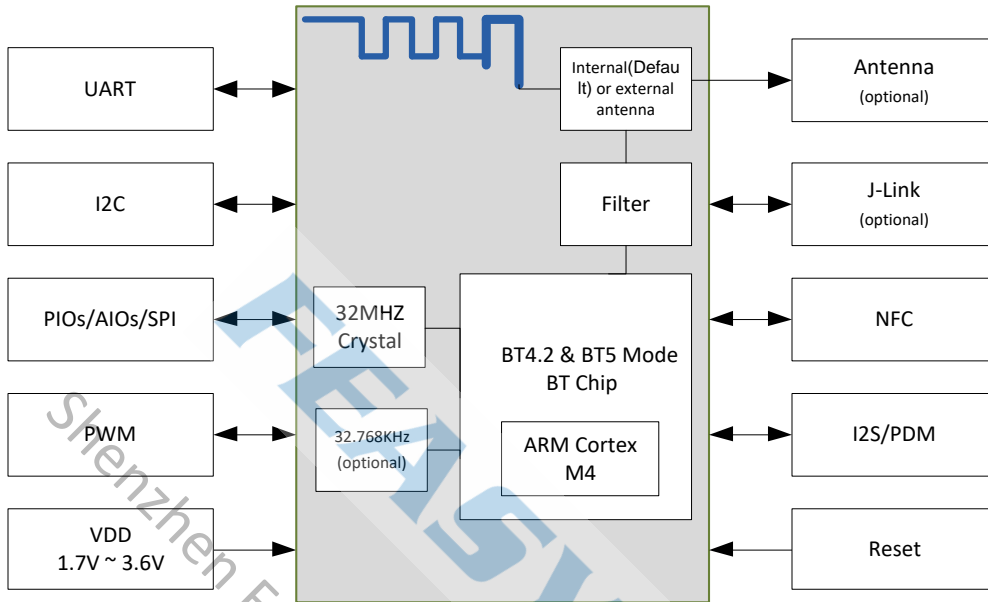 UART
I2C
PIOs/AIOs/SPI
PWM
VDD
1.7V ~ 3.6V
Internal(Defau
lt) or external
antenna
Filter
32MHZ
Crystal
32.768KHz
(optional)
BT4.2 & BT5 Mode
BT Chip
ARM Cortex
M4
Antenna
(optional)
J-Link
(optional)
NFC
I2S/PDM
Reset
Shenzhen
FEASY